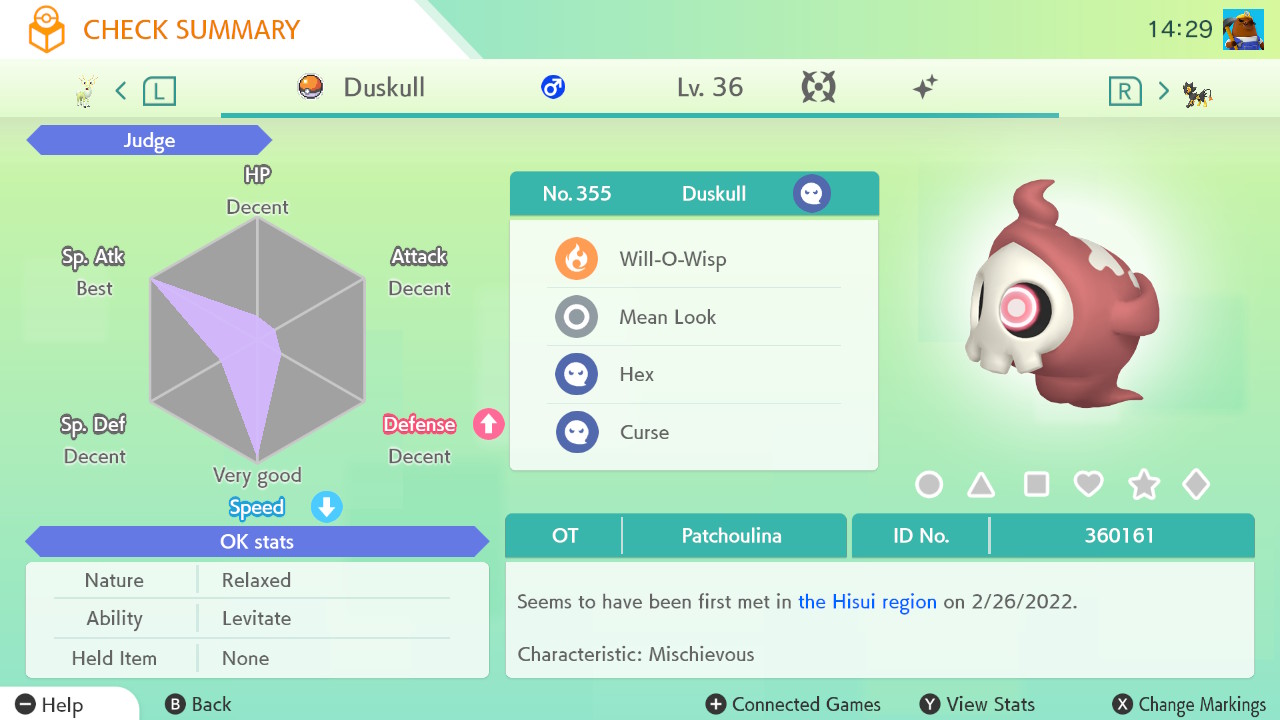 CHECK SUMMARY
14:29
L
Duskull
Lv. 36
R
Judge
HP
Decent
Sp. Atk
Best
Attack
Decent
Sp. Def
Decent
Defense
Decent
Very good
Speed
OK stats
Nature Relaxed
Ability Levitate
Held Item None
No. 355 Duskull
Will-O-Wisp
Mean Look
Hex
Curse
OT Patchoulina ID No. 360161
Seems to have been first met in the Hisui region on 2/26/2022.
Characteristic: Mischievous
Help B Back + Connected Games Y View Stats X Change Markings